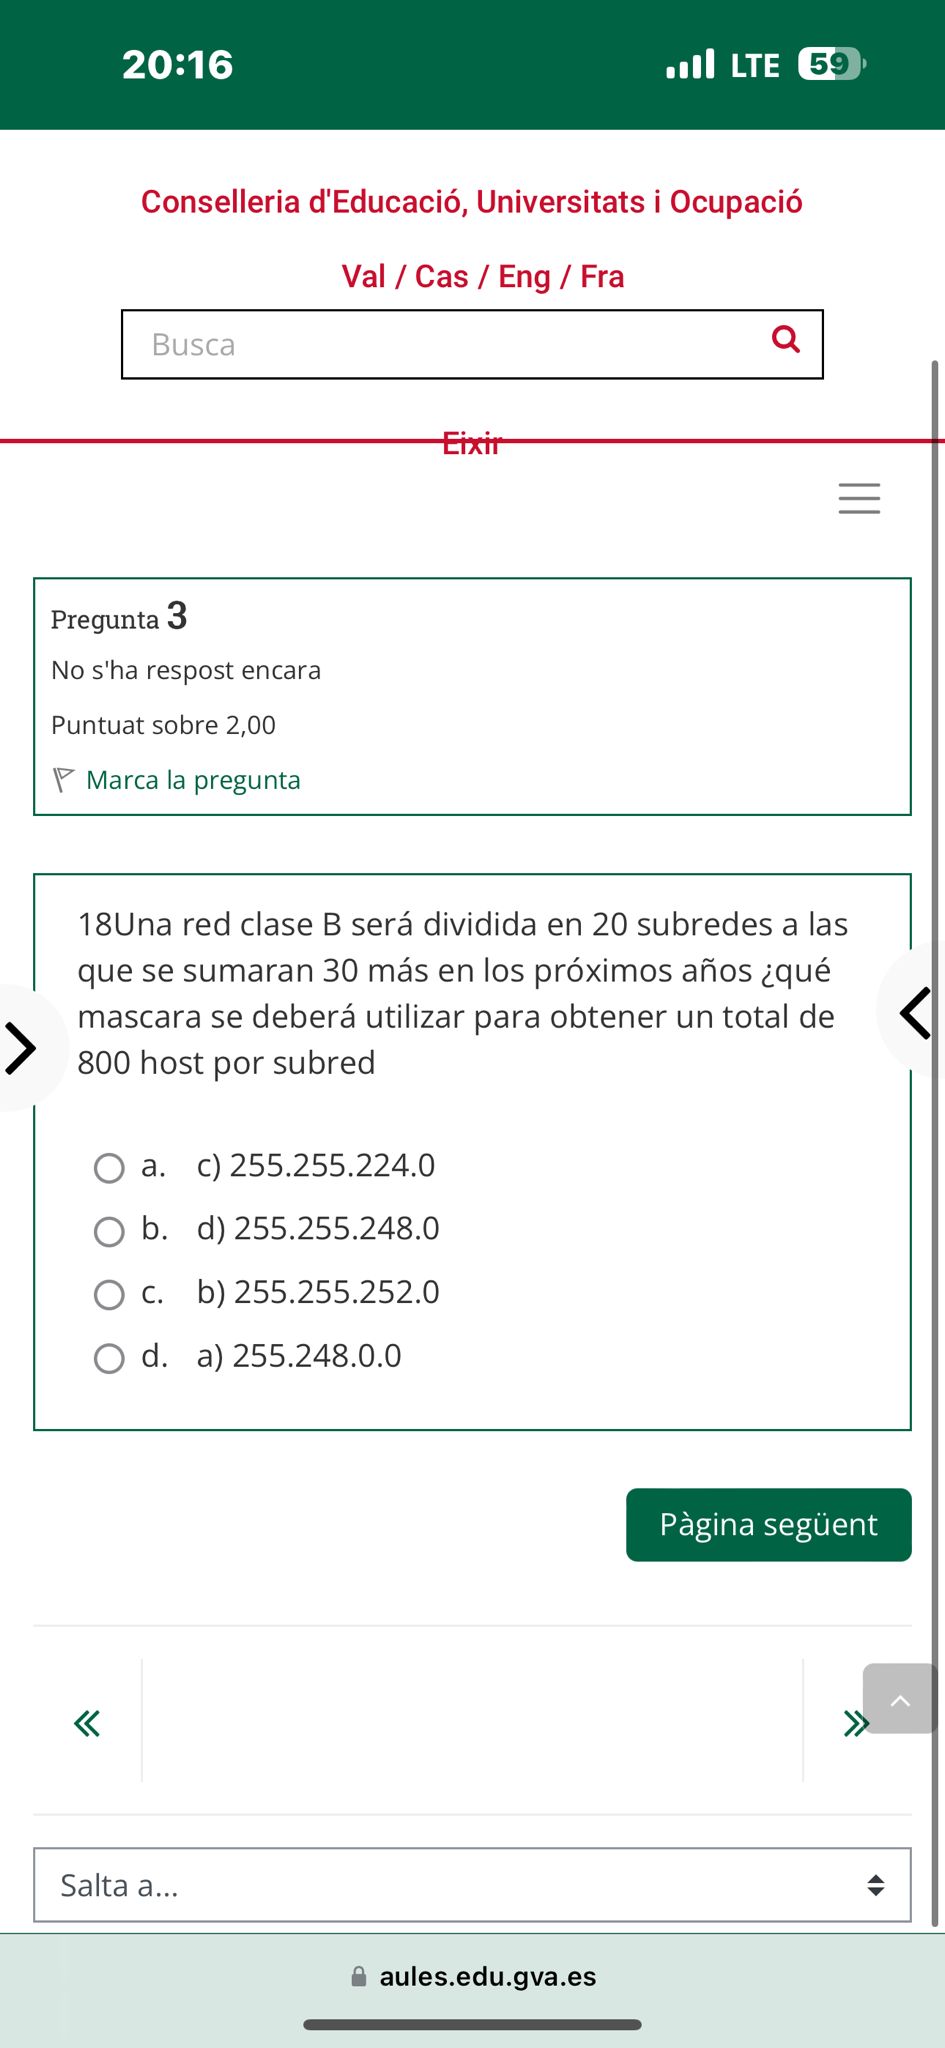 20:16
LTE 59
Conselleria d'Educació, Universitats i Ocupació
Val / Cas / Eng / Fra
Busca
Eixir
Pregunta 3
No s'ha respost encara
Puntuat sobre 2,00
Marca la pregunta
18Una red clase B será dividida en 20 subredes a las
que se sumaran 30 más en los próximos años ¿qué
mascara se deberá utilizar para obtener un total de
800 host por subred
a. c) 255.255.224.0
b. d) 255.255.248.0
c. b) 255.255.252.0
d. a) 255.248.0.0
Pàgina següent
Salta a...
aules.edu.gva.es